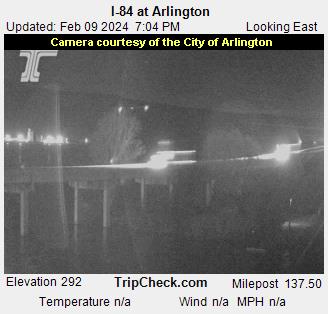 I-84 at Arlington
Updated: Feb 09 2024 7:04 PM Looking East
Camera courtesy of the City of Arlington
Elevation 292 TripCheck.com Milepost 137.50
Temperature n/a Wind n/a MPH n/a